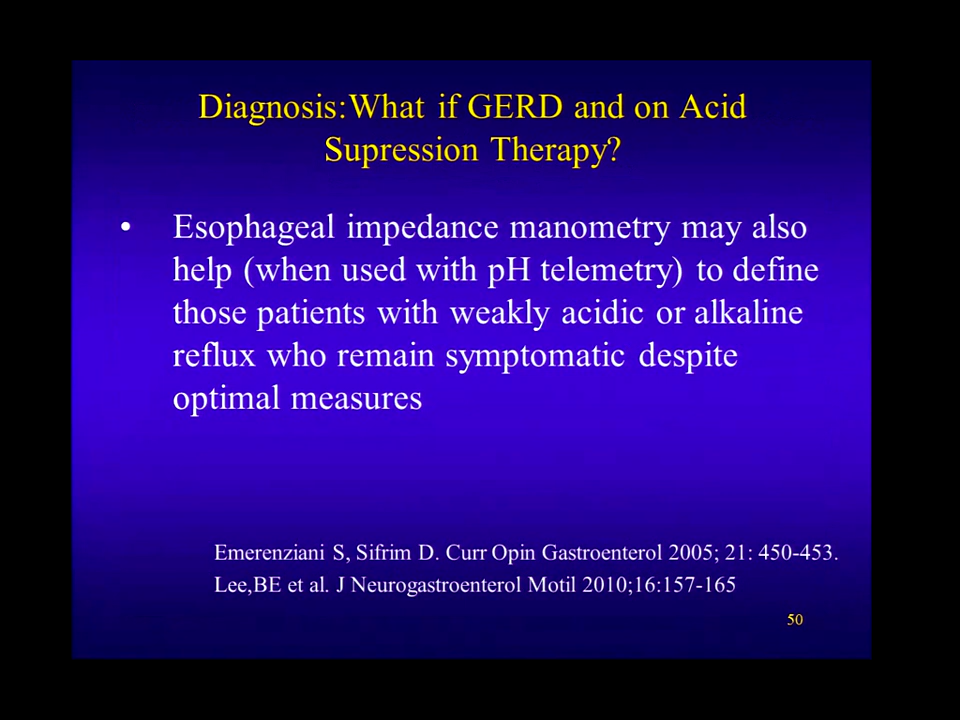 Diagnosis:What if GERD and on Acid
Supression Therapy?
• Esophageal impedance manometry may also
help (when used with pH telemetry) to define
those patients with weakly acidic or alkaline
reflux who remain symptomatic despite
optimal measures
Emerenziani S, Sifrim D. Curr Opin Gastroenterol 2005; 21: 450-453.
Lee,BE et al. J Neurogastroenterol Motil 2010;16:157-165
50